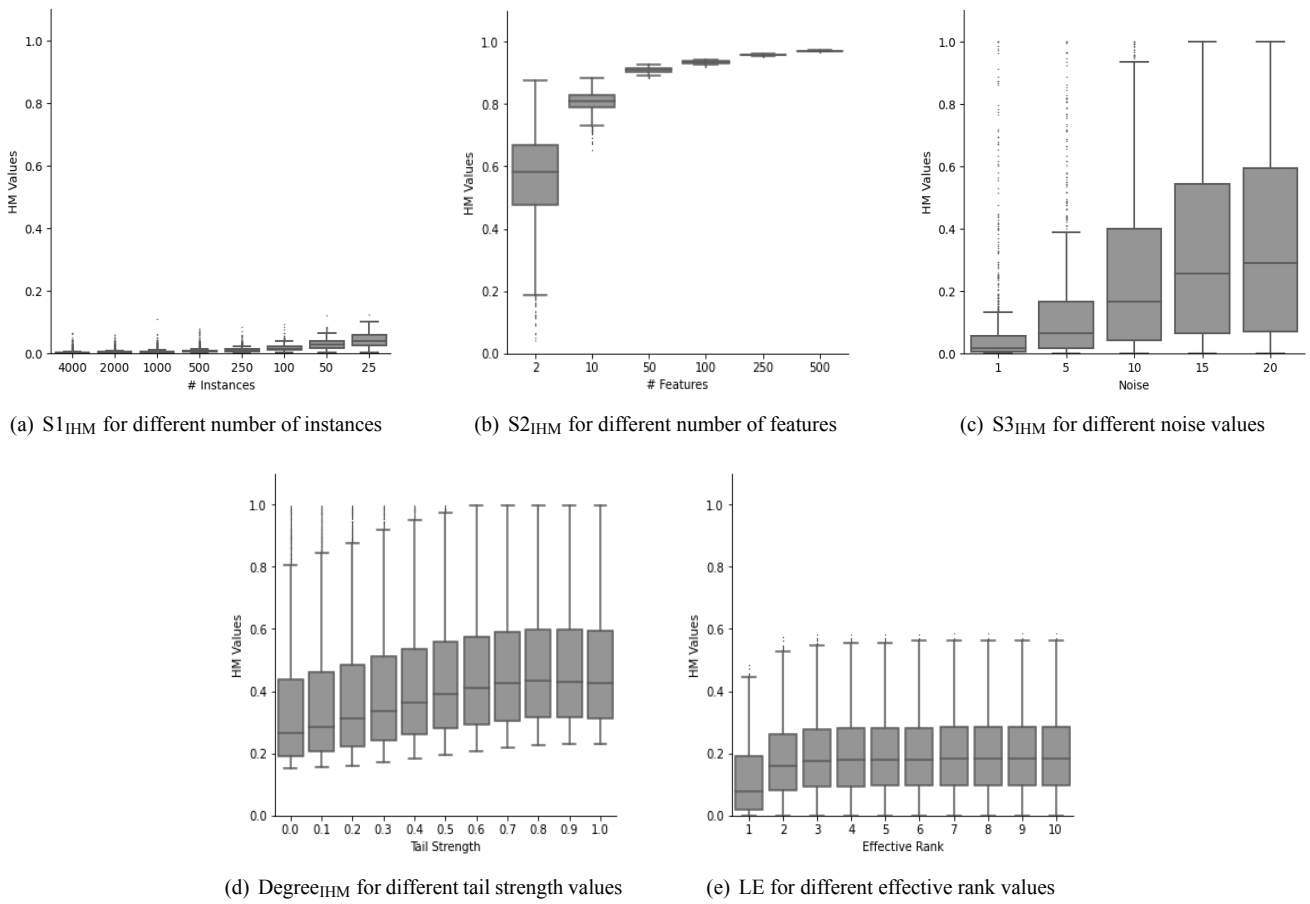 1.0
0.8
0.6
0.4
0.2
0.0
HM Values
4000 2000 1000 500 250 100 50 25
# Instances
(a) S1IHM for different number of instances
1.0
0.8
0.6
0.4
0.2
0.0
HM Values
2 10 50 100 250 500
# Features
(b) S2IHM for different number of features
1.0
0.8
0.6
0.4
0.2
0.0
HM Values
1 5 10 15 20
Noise
(c) S3IHM for different noise values
1.0
0.8
0.6
0.4
0.2
0.0
HM Values
0.0 0.1 0.2 0.3 0.4 0.5 0.6 0.7 0.8 0.9 1.0
Tail Strength
(d) DegreeIHM for different tail strength values
1.0
0.8
0.6
0.4
0.2
0.0
HM Values
1 2 3 4 5 6 7 8 9 10
Effective Rank
(e) LE for different effective rank values